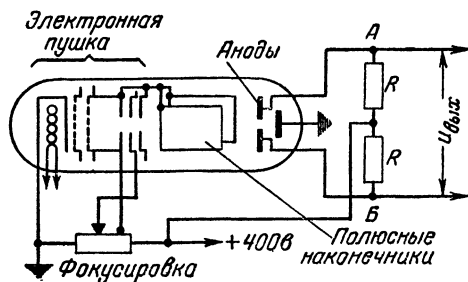 Электронная
пушка
Аноды
А
R
Uвых
R
Б
+400в
Полюсные
наконечники
Фокусировка